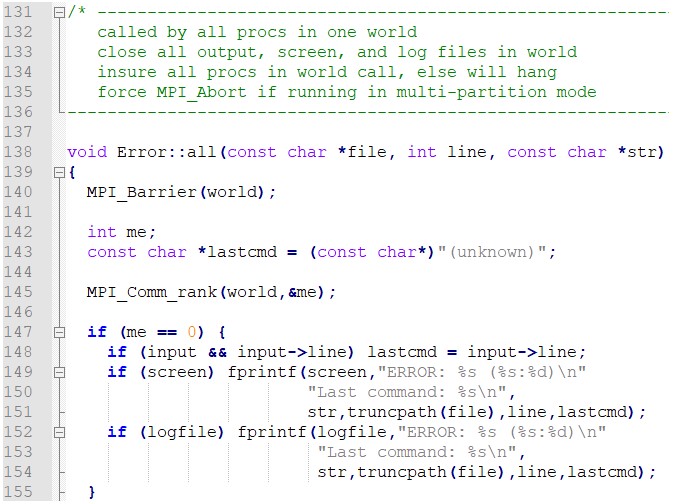 131 /* ----------------------------------------------------------
132    called by all procs in one world
133    close all output, screen, and log files in world
134    insure all procs in world call, else will hang
135    force MPI_Abort if running in multi-partition mode
136 -------------------------------------------------------------
137
138 void Error::all(const char *file, int line, const char *str)
139 {
140   MPI_Barrier(world);
141
142   int me;
143   const char *lastcmd = (const char*)"(unknown)";
144
145   MPI_Comm_rank(world,&me);
146
147   if (me == 0) {
148     if (input && input->line) lastcmd = input->line;
149     if (screen) fprintf(screen,"ERROR: %s (%s:%d)\n"
150                         "Last command: %s\n",
151                         str,truncpath(file),line,lastcmd);
152     if (logfile) fprintf(logfile,"ERROR: %s (%s:%d)\n"
153                          "Last command: %s\n",
154                          str,truncpath(file),line,lastcmd);
155   }